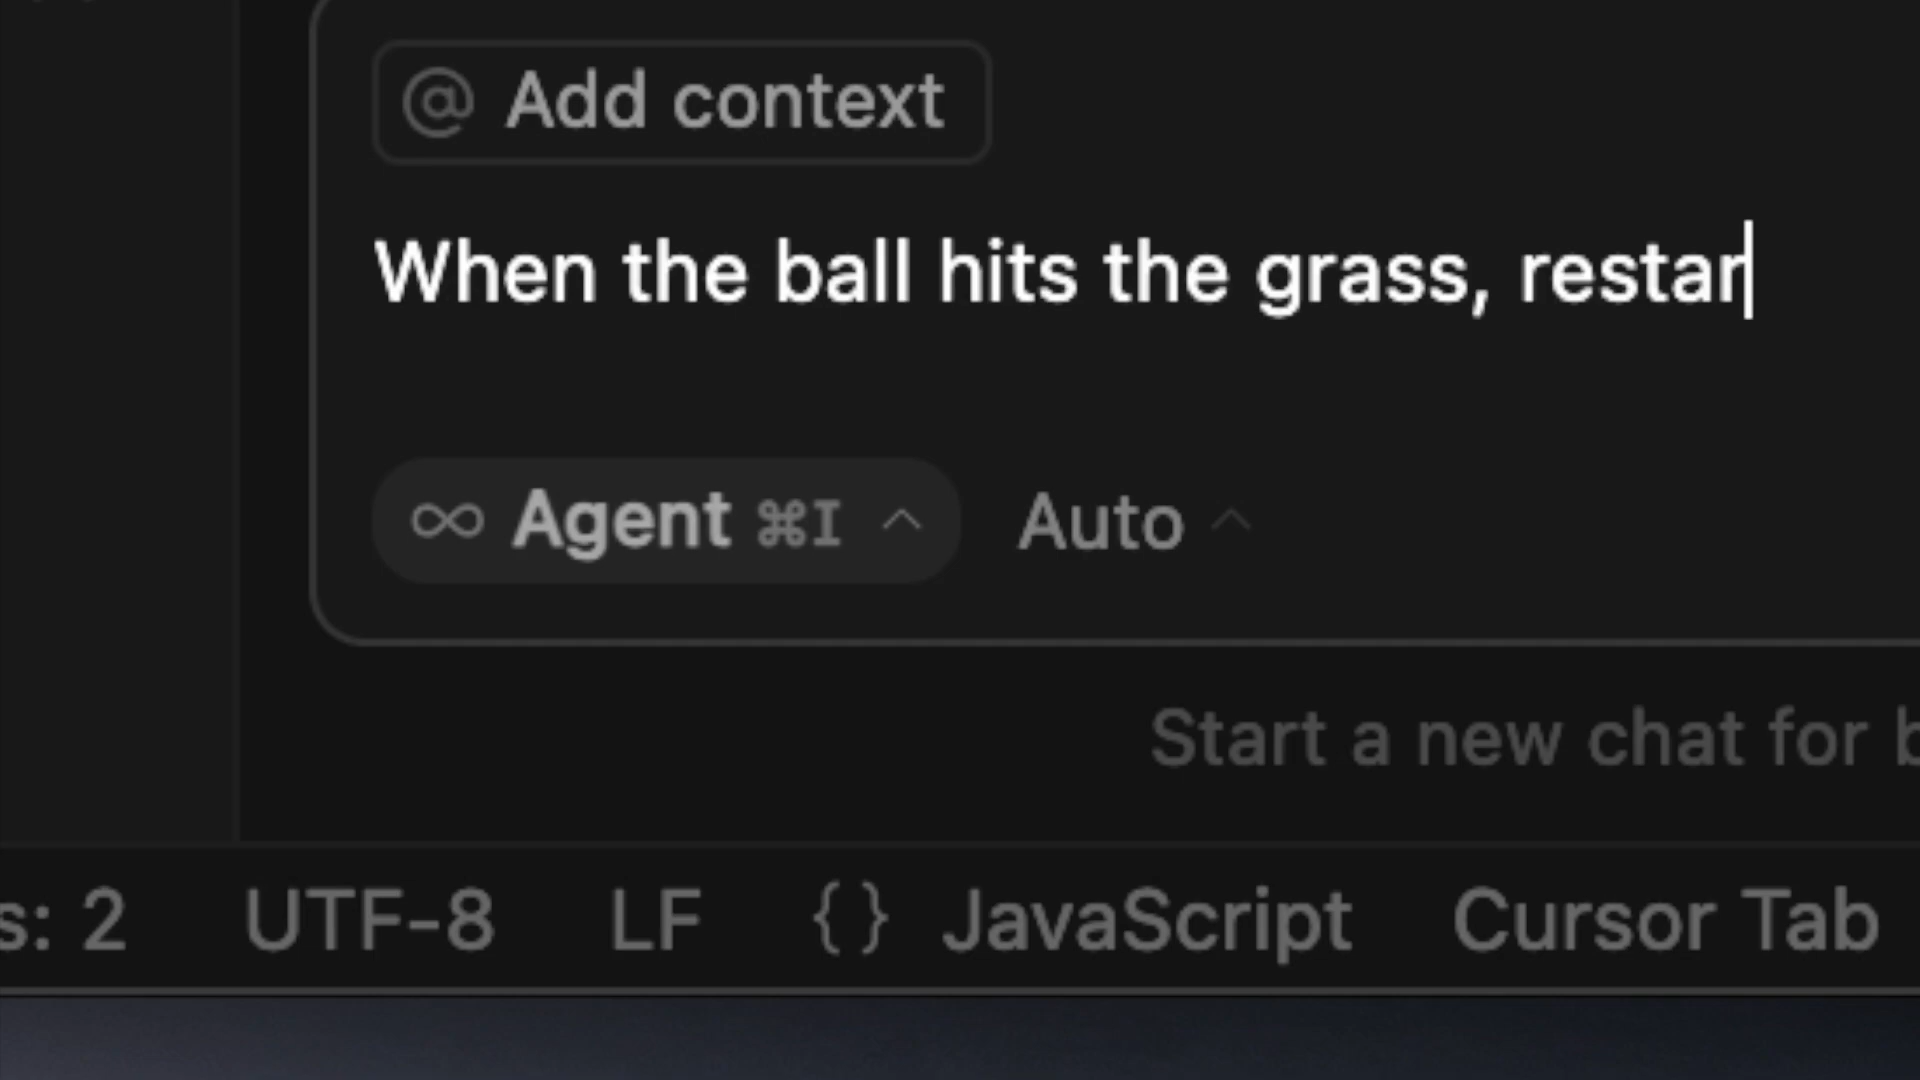 @ Add context
When the ball hits the grass, restar
Agent ⌘I Auto
Start a new chat for b
s: 2 UTF-8 LF {} JavaScript Cursor Tab